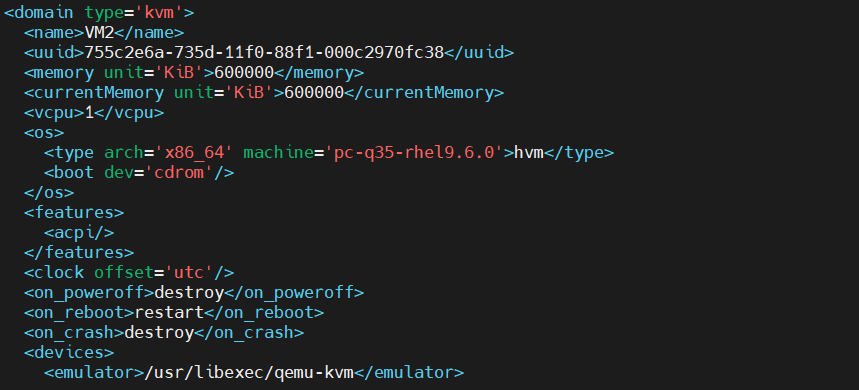 <domain type='kvm'>
  <name>VM2</name>
  <uuid>755c2e6a-735d-11f0-88f1-000c2970fc38</uuid>
  <memory unit='KiB'>600000</memory>
  <currentMemory unit='KiB'>600000</currentMemory>
  <vcpu>1</vcpu>
  <os>
    <type arch='x86_64' machine='pc-q35-rhel9.6.0'>hvm</type>
    <boot dev='cdrom'/>
  </os>
  <features>
    <acpi/>
  </features>
  <clock offset='utc'/>
  <on_poweroff>destroy</on_poweroff>
  <on_reboot>restart</on_reboot>
  <on_crash>destroy</on_crash>
  <devices>
    <emulator>/usr/libexec/qemu-kvm</emulator>